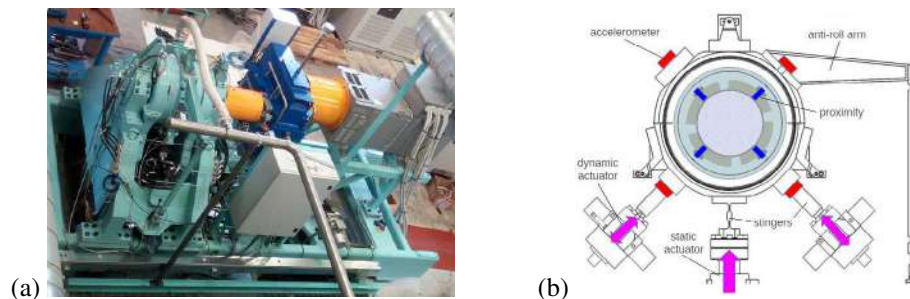 accelerometer
anti-roll arm
proximity
dynamic
actuator
stingers
static
actuator
(a)
(b)